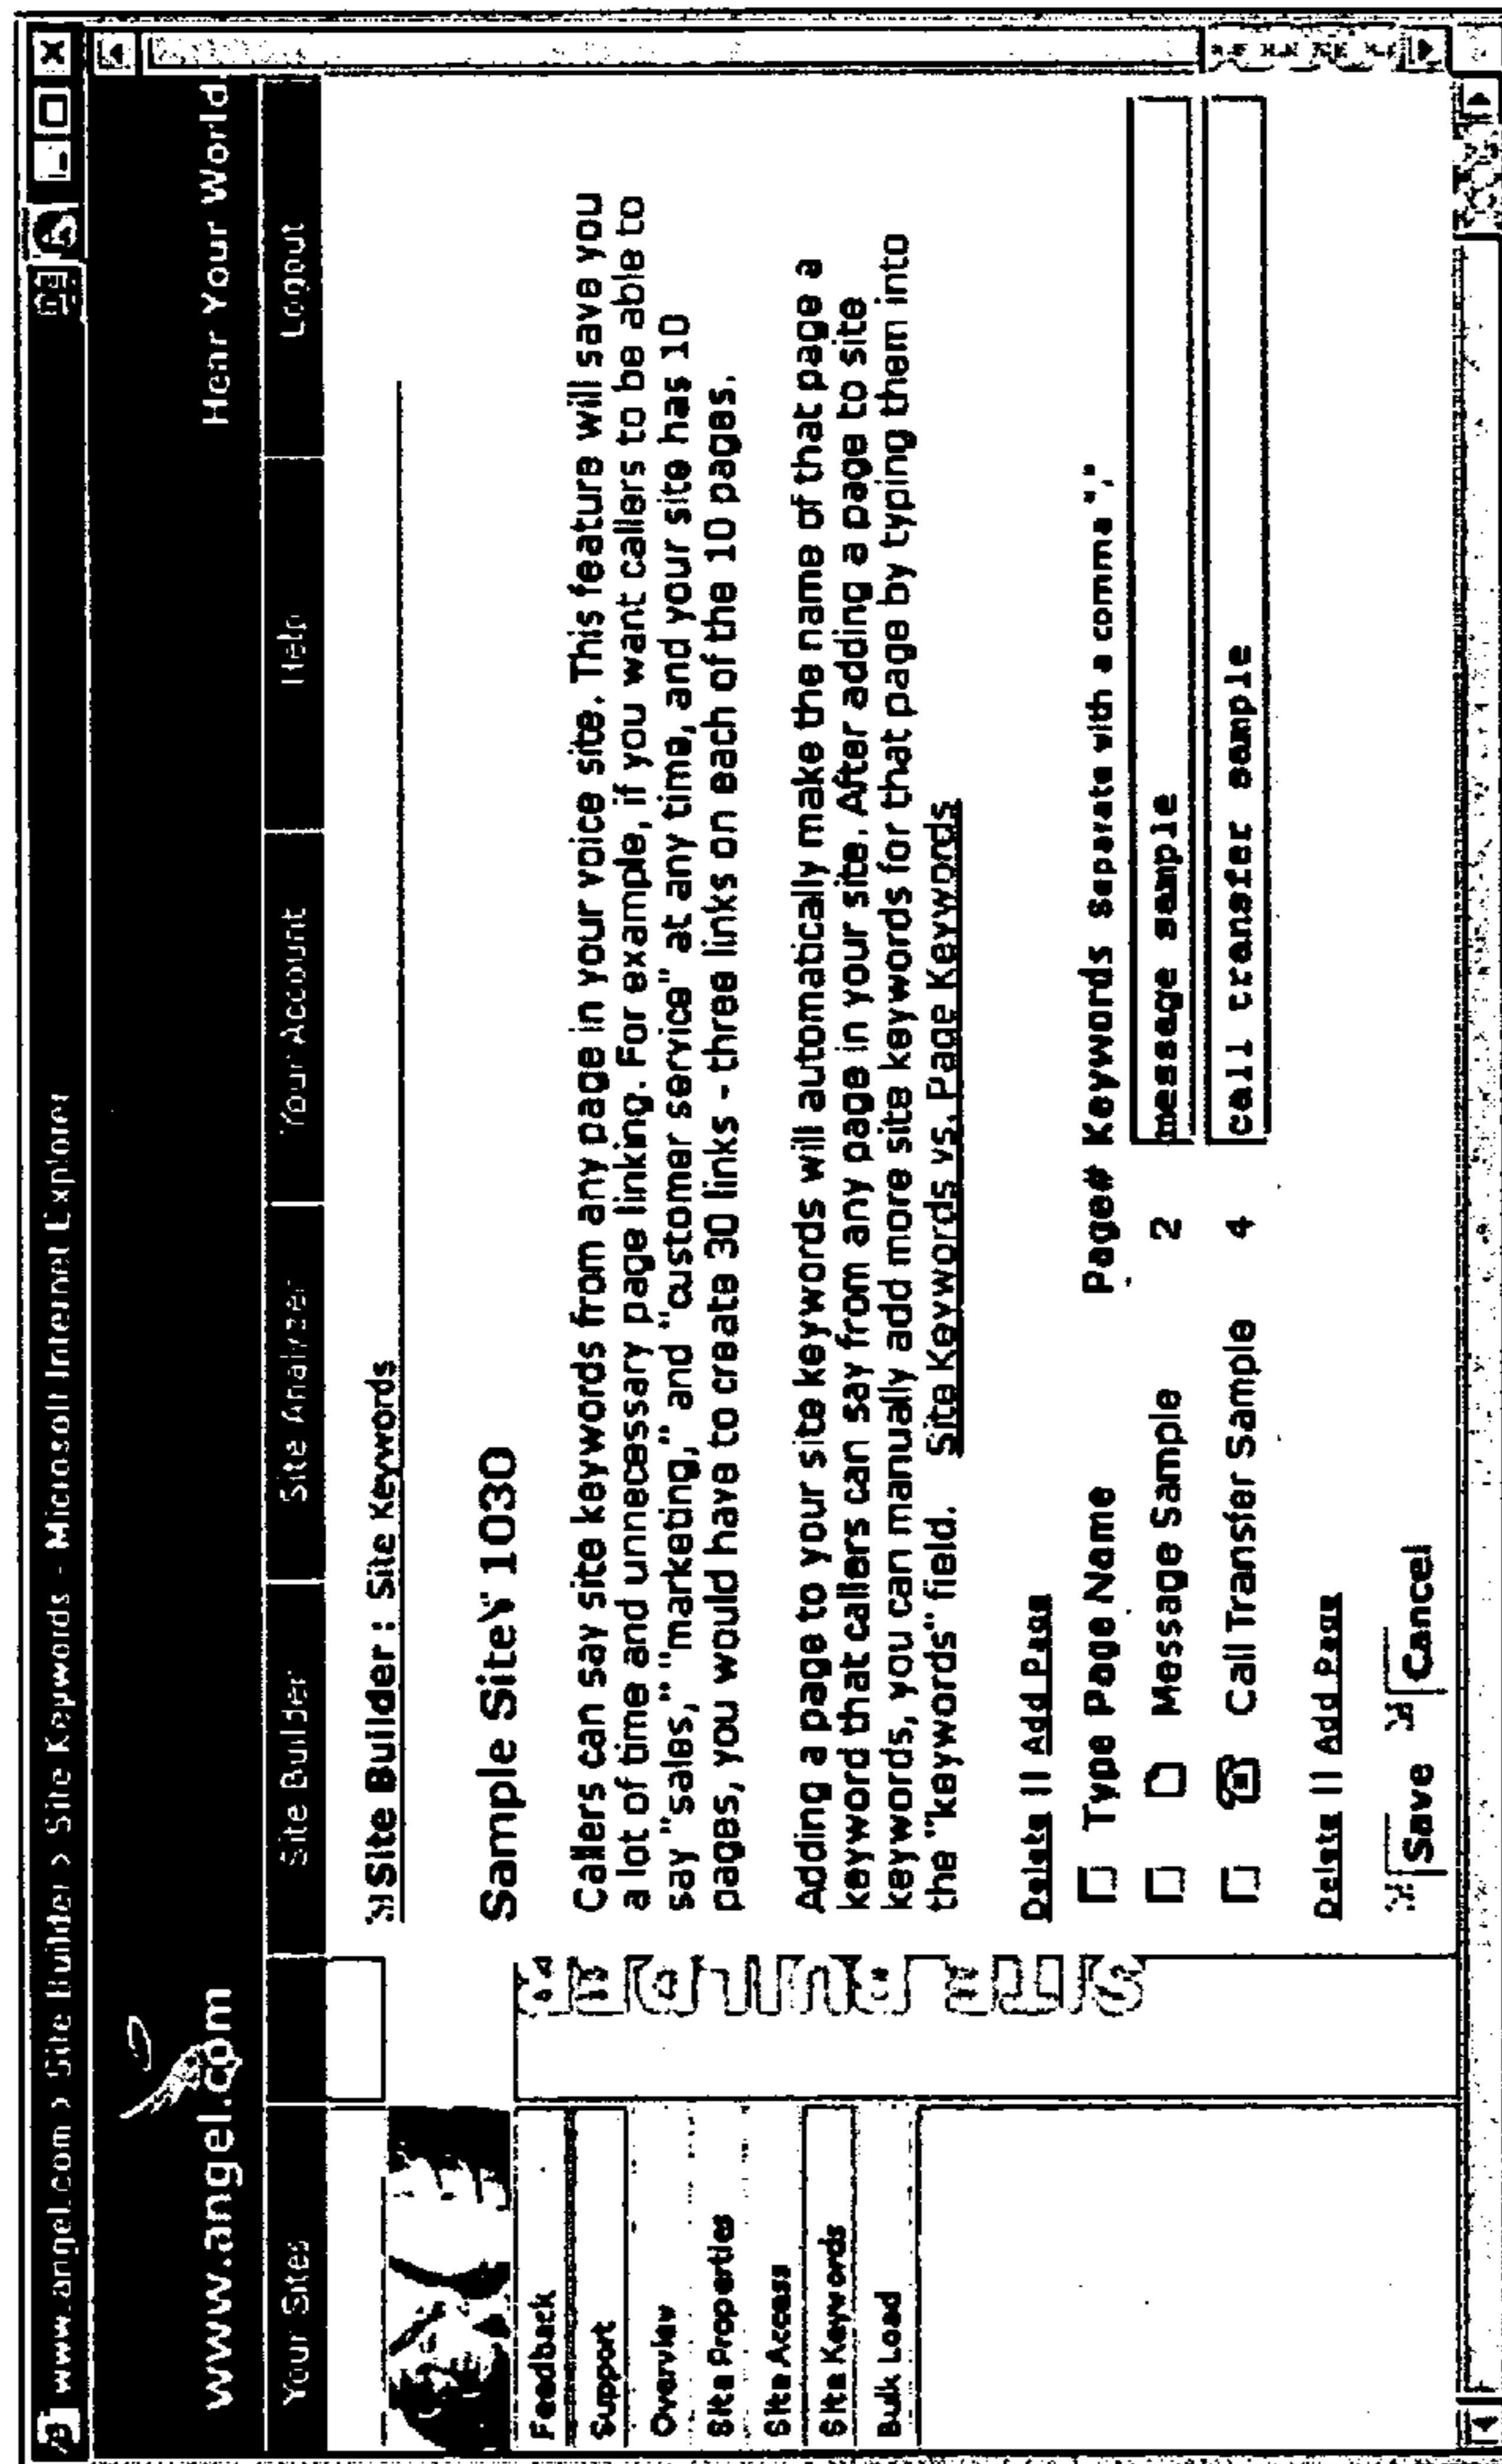 www.angel.com > Site Builder > Site Keywords - Microsoft Internet Explorer
www.angel.com
Hear Your World
Your Sites
Site Builder
Site Analyzer
Your Account
Help
Logout
Feedback
Support
Overview
Site Properties
Site Access
Site Keywords
Bulk Load
SITE BUILDER
Site Builder : Site Keywords
Sample Site\ 1030
Callers can say site keywords from any page in your voice site. This feature will save you
a lot of time and unnecessary page linking. For example, if you want callers to be able to
say "sales," "marketing," and "customer service" at any time, and your site has 10
pages, you would have to create 30 links - three links on each of the 10 pages.
Adding a page to your site keywords will automatically make the name of that page a
keyword that callers can say from any page in your site. After adding a page to site
keywords, you can manually add more site keywords for that page by typing them into
the "keywords" field. Site Keywords vs. Page Keywords
Delete || Add Page
Type Page Name Page# Keywords Separate with a comma ","
Message Sample 2 message sample
Call Transfer Sample 4 call transfer sample
Delete || Add Page
Save Cancel